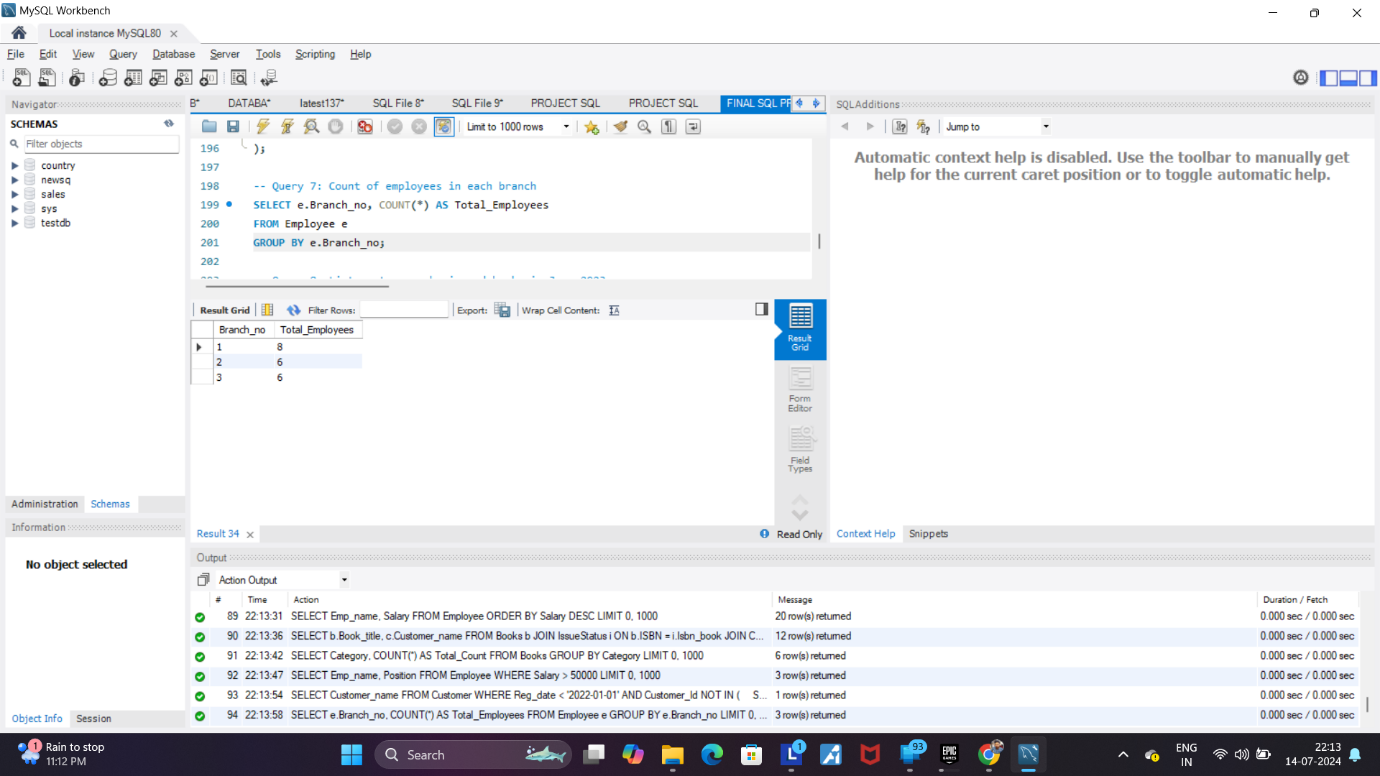 MySQL Workbench
Local instance MySQL80
File Edit View Query Database Server Tools Scripting Help
Navigator
SCHEMAS
Filter objects
country
newsq
sales
sys
testdb
Administration Schemas
Information
No object selected
Object Info Session
B* DATABA* latest137* SQL File 8* SQL File 9* PROJECT SQL PROJECT SQL FINAL SQL PR
Limit to 1000 rows
196 );
197
198 -- Query 7: Count of employees in each branch
199 SELECT e.Branch_no, COUNT(*) AS Total_Employees
200 FROM Employee e
201 GROUP BY e.Branch_no;
202
Result Grid Filter Rows: Export: Wrap Cell Content:
Branch_no Total_Employees
1 8
2 6
3 6
Result
Grid
Form
Editor
Field
Types
Result 34 Read Only
SQLAdditions
Jump to
Automatic context help is disabled. Use the toolbar to manually get
help for the current caret position or to toggle automatic help.
Context Help Snippets
Output
Action Output
# Time Action Message Duration / Fetch
89 22:13:31 SELECT Emp_name, Salary FROM Employee ORDER BY Salary DESC LIMIT 0, 1000 20 row(s) returned 0.000 sec / 0.000 sec
90 22:13:36 SELECT b.Book_title, c.Customer_name FROM Books b JOIN IssueStatus i ON b.ISBN = i.Isbn_book JOIN C... 12 row(s) returned 0.000 sec / 0.000 sec
91 22:13:42 SELECT Category, COUNT(*) AS Total_Count FROM Books GROUP BY Category LIMIT 0, 1000 6 row(s) returned 0.000 sec / 0.000 sec
92 22:13:47 SELECT Emp_name, Position FROM Employee WHERE Salary > 50000 LIMIT 0, 1000 3 row(s) returned 0.000 sec / 0.000 sec
93 22:13:54 SELECT Customer_name FROM Customer WHERE Reg_date < '2022-01-01' AND Customer_Id NOT IN ( S... 1 row(s) returned 0.000 sec / 0.000 sec
94 22:13:58 SELECT e.Branch_no, COUNT(*) AS Total_Employees FROM Employee e GROUP BY e.Branch_no LIMIT 0, ... 3 row(s) returned 0.000 sec / 0.000 sec
1 Rain to stop
11:12 PM
Search
1
93
EPIC
GAMES
ENG
IN
22:13
14-07-2024